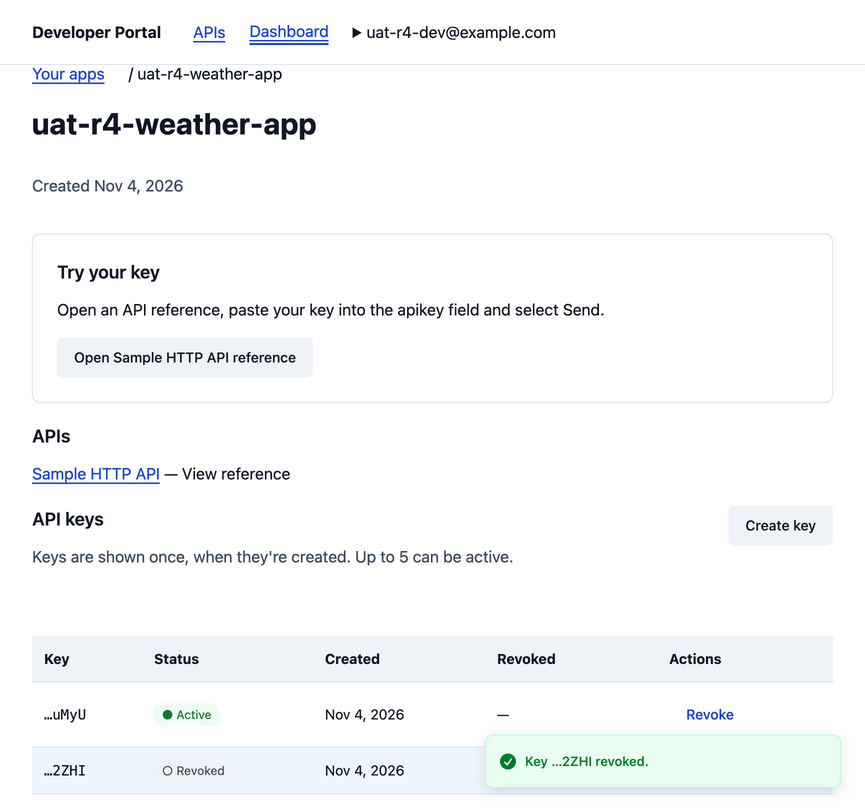 Developer Portal APIs Dashboard ▶ uat-r4-dev@example.com
Your apps / uat-r4-weather-app
uat-r4-weather-app
Created Nov 4, 2026
Try your key
Open an API reference, paste your key into the apikey field and select Send.
Open Sample HTTP API reference
APIs
Sample HTTP API — View reference
API keys
Create key
Keys are shown once, when they're created. Up to 5 can be active.
Key Status Created Revoked Actions
…uMyU Active Nov 4, 2026 — Revoke
…2ZHI Revoked Nov 4, 2026
Key …2ZHI revoked.